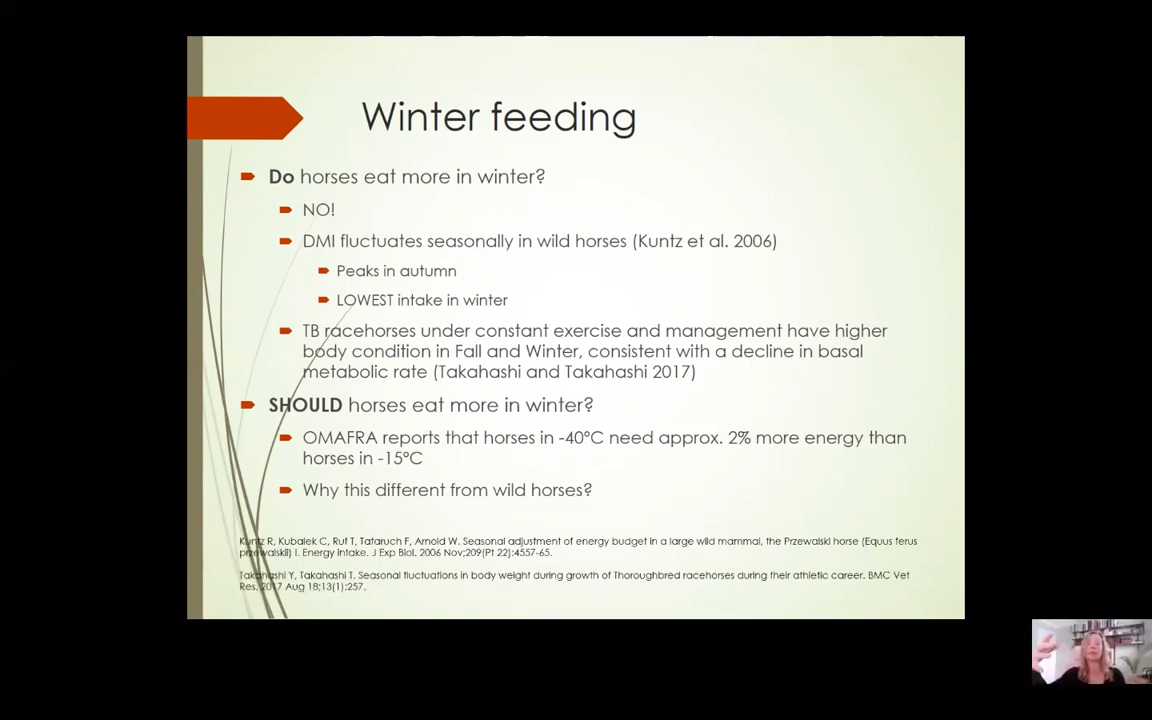 Winter feeding
Do horses eat more in winter?
NO!
DMI fluctuates seasonally in wild horses (Kuntz et al. 2006)
Peaks in autumn
LOWEST intake in winter
TB racehorses under constant exercise and management have higher
body condition in Fall and Winter, consistent with a decline in basal
metabolic rate (Takahashi and Takahashi 2017)
SHOULD horses eat more in winter?
OMAFRA reports that horses in -40°C need approx. 2% more energy than
horses in -15°C
Why this different from wild horses?
Kuntz R, Kubalek C, Ruf T, Tataruch F, Arnold W. Seasonal adjustment of energy budget in a large wild mammal, the Przewalski horse (Equus ferus
przewalskii) I. Energy intake. J Exp Biol. 2006 Nov;209(Pt 22):4557-65.
Takahashi Y, Takahashi T. Seasonal fluctuations in body weight during growth of Thoroughbred racehorses during their athletic career. BMC Vet
Res. 2017 Aug 18;13(1):257.